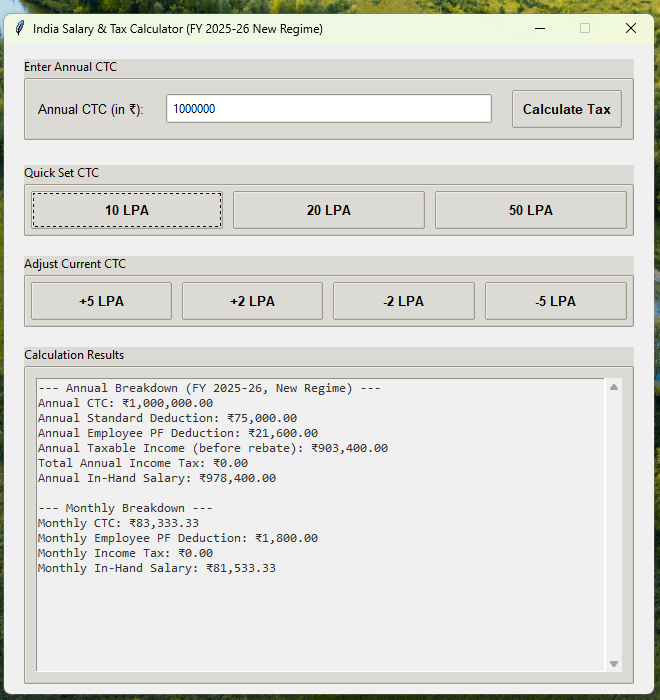 India Salary & Tax Calculator (FY 2025-26 New Regime)
Enter Annual CTC
Annual CTC (in ₹):
1000000
Calculate Tax
Quick Set CTC
10 LPA
20 LPA
50 LPA
Adjust Current CTC
+5 LPA
+2 LPA
-2 LPA
-5 LPA
Calculation Results
--- Annual Breakdown (FY 2025-26, New Regime) ---
Annual CTC: ₹1,000,000.00
Annual Standard Deduction: ₹75,000.00
Annual Employee PF Deduction: ₹21,600.00
Annual Taxable Income (before rebate): ₹903,400.00
Total Annual Income Tax: ₹0.00
Annual In-Hand Salary: ₹978,400.00
--- Monthly Breakdown ---
Monthly CTC: ₹83,333.33
Monthly Employee PF Deduction: ₹1,800.00
Monthly Income Tax: ₹0.00
Monthly In-Hand Salary: ₹81,533.33